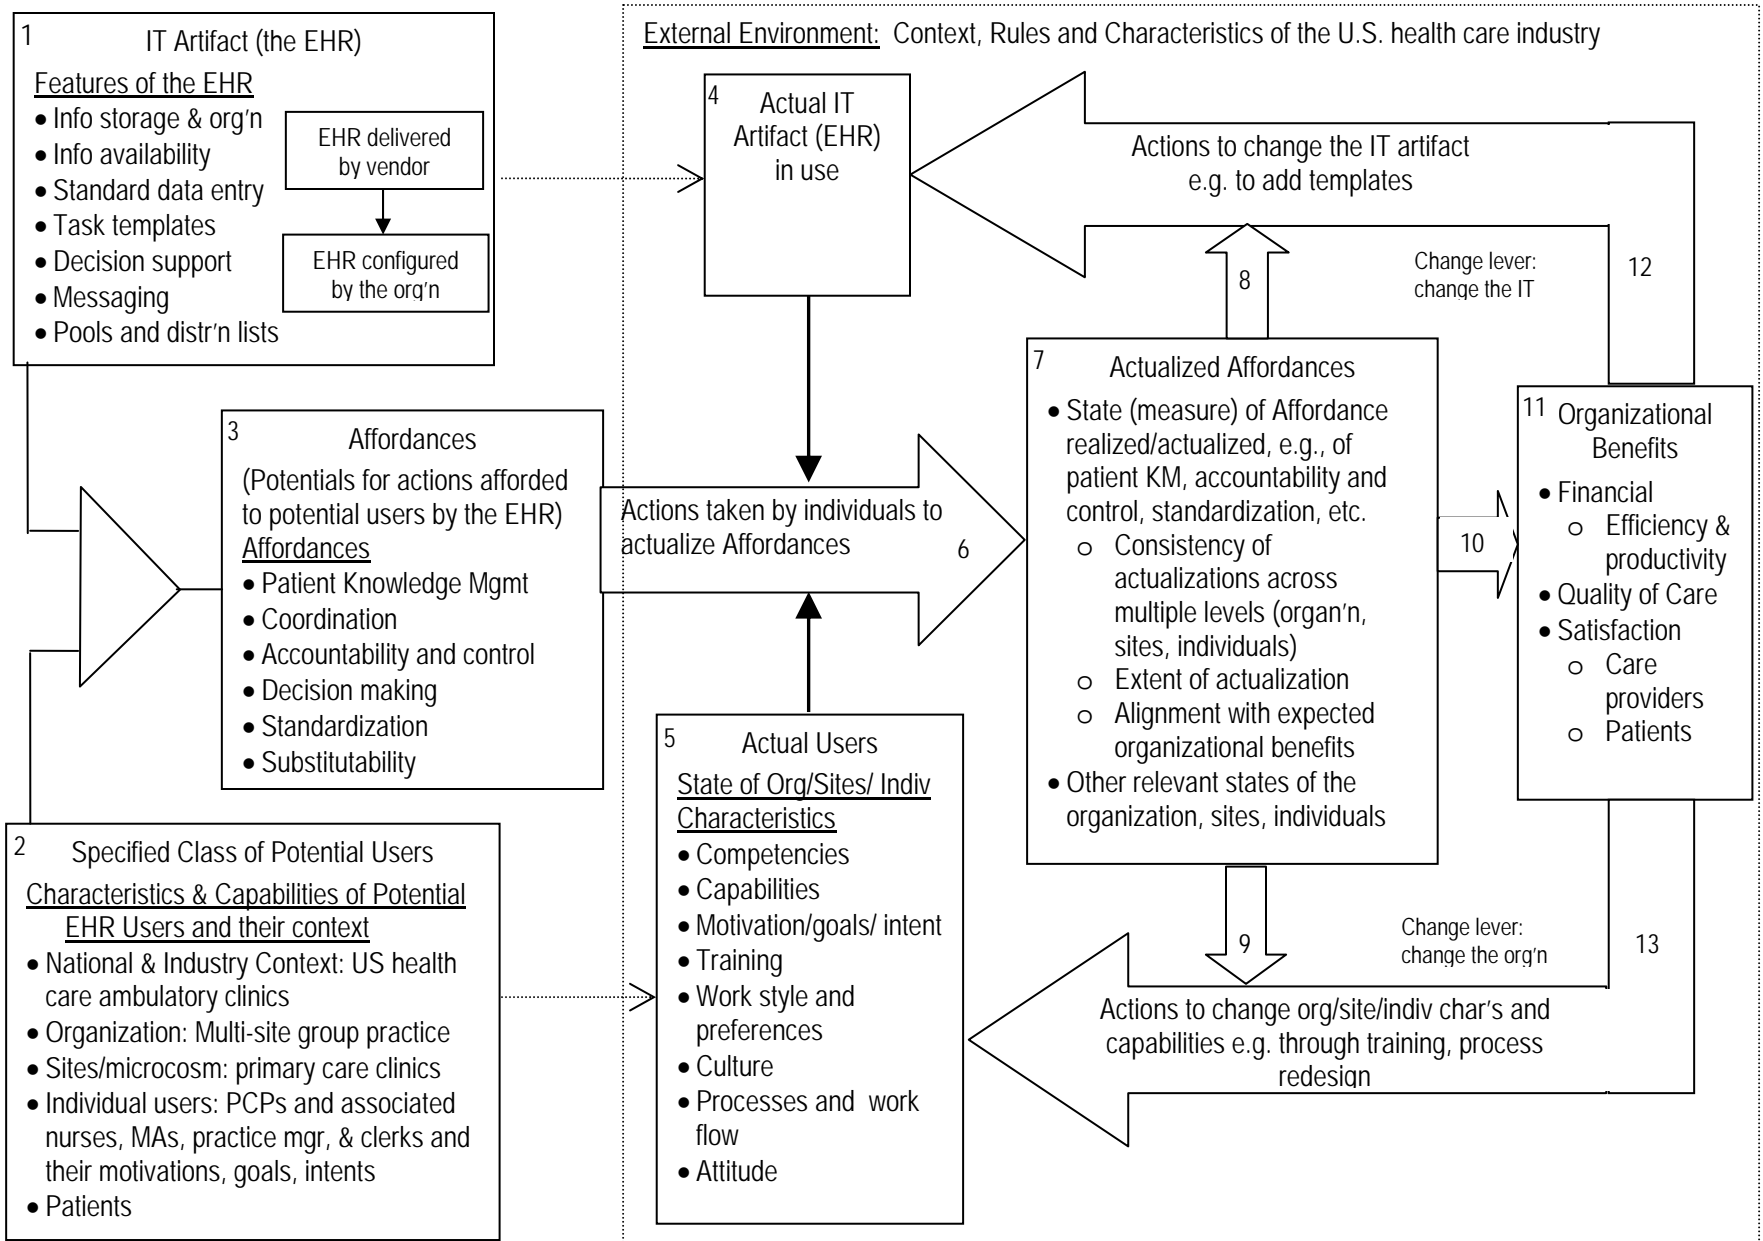 1
IT Artifact (the EHR)
Features of the EHR
• Info storage & org'n
• Info availability
• Standard data entry
• Task templates
• Decision support
• Messaging
• Pools and distr'n lists
EHR delivered
by vendor
EHR configured
by the org'n
External Environment: Context, Rules and Characteristics of the U.S. health care industry
4
Actual IT
Artifact (EHR)
in use
Actions to change the IT artifact
e.g. to add templates
8
Change lever:
change the IT
12
3
Affordances
(Potentials for actions afforded
to potential users by the EHR)
Affordances
• Patient Knowledge Mgmt
• Coordination
• Accountability and control
• Decision making
• Standardization
• Substitutability
Actions taken by individuals to
actualize Affordances
6
7
Actualized Affordances
• State (measure) of Affordance
realized/actualized, e.g., of
patient KM, accountability and
control, standardization, etc.
o Consistency of
actualizations across
multiple levels (organ'n,
sites, individuals)
o Extent of actualization
o Alignment with expected
organizational benefits
• Other relevant states of the
organization, sites, individuals
10
11
Organizational
Benefits
• Financial
o Efficiency &
productivity
• Quality of Care
• Satisfaction
o Care
providers
o Patients
2
Specified Class of Potential Users
Characteristics & Capabilities of Potential
EHR Users and their context
• National & Industry Context: US health
care ambulatory clinics
• Organization: Multi-site group practice
• Sites/microcosm: primary care clinics
• Individual users: PCPs and associated
nurses, MAs, practice mgr, & clerks and
their motivations, goals, intents
• Patients
5
Actual Users
State of Org/Sites/ Indiv
Characteristics
• Competencies
• Capabilities
• Motivation/goals/ intent
• Training
• Work style and
preferences
• Culture
• Processes and work
flow
• Attitude
9
Change lever:
change the org'n
13
Actions to change org/site/indiv char's and
capabilities e.g. through training, process
redesign